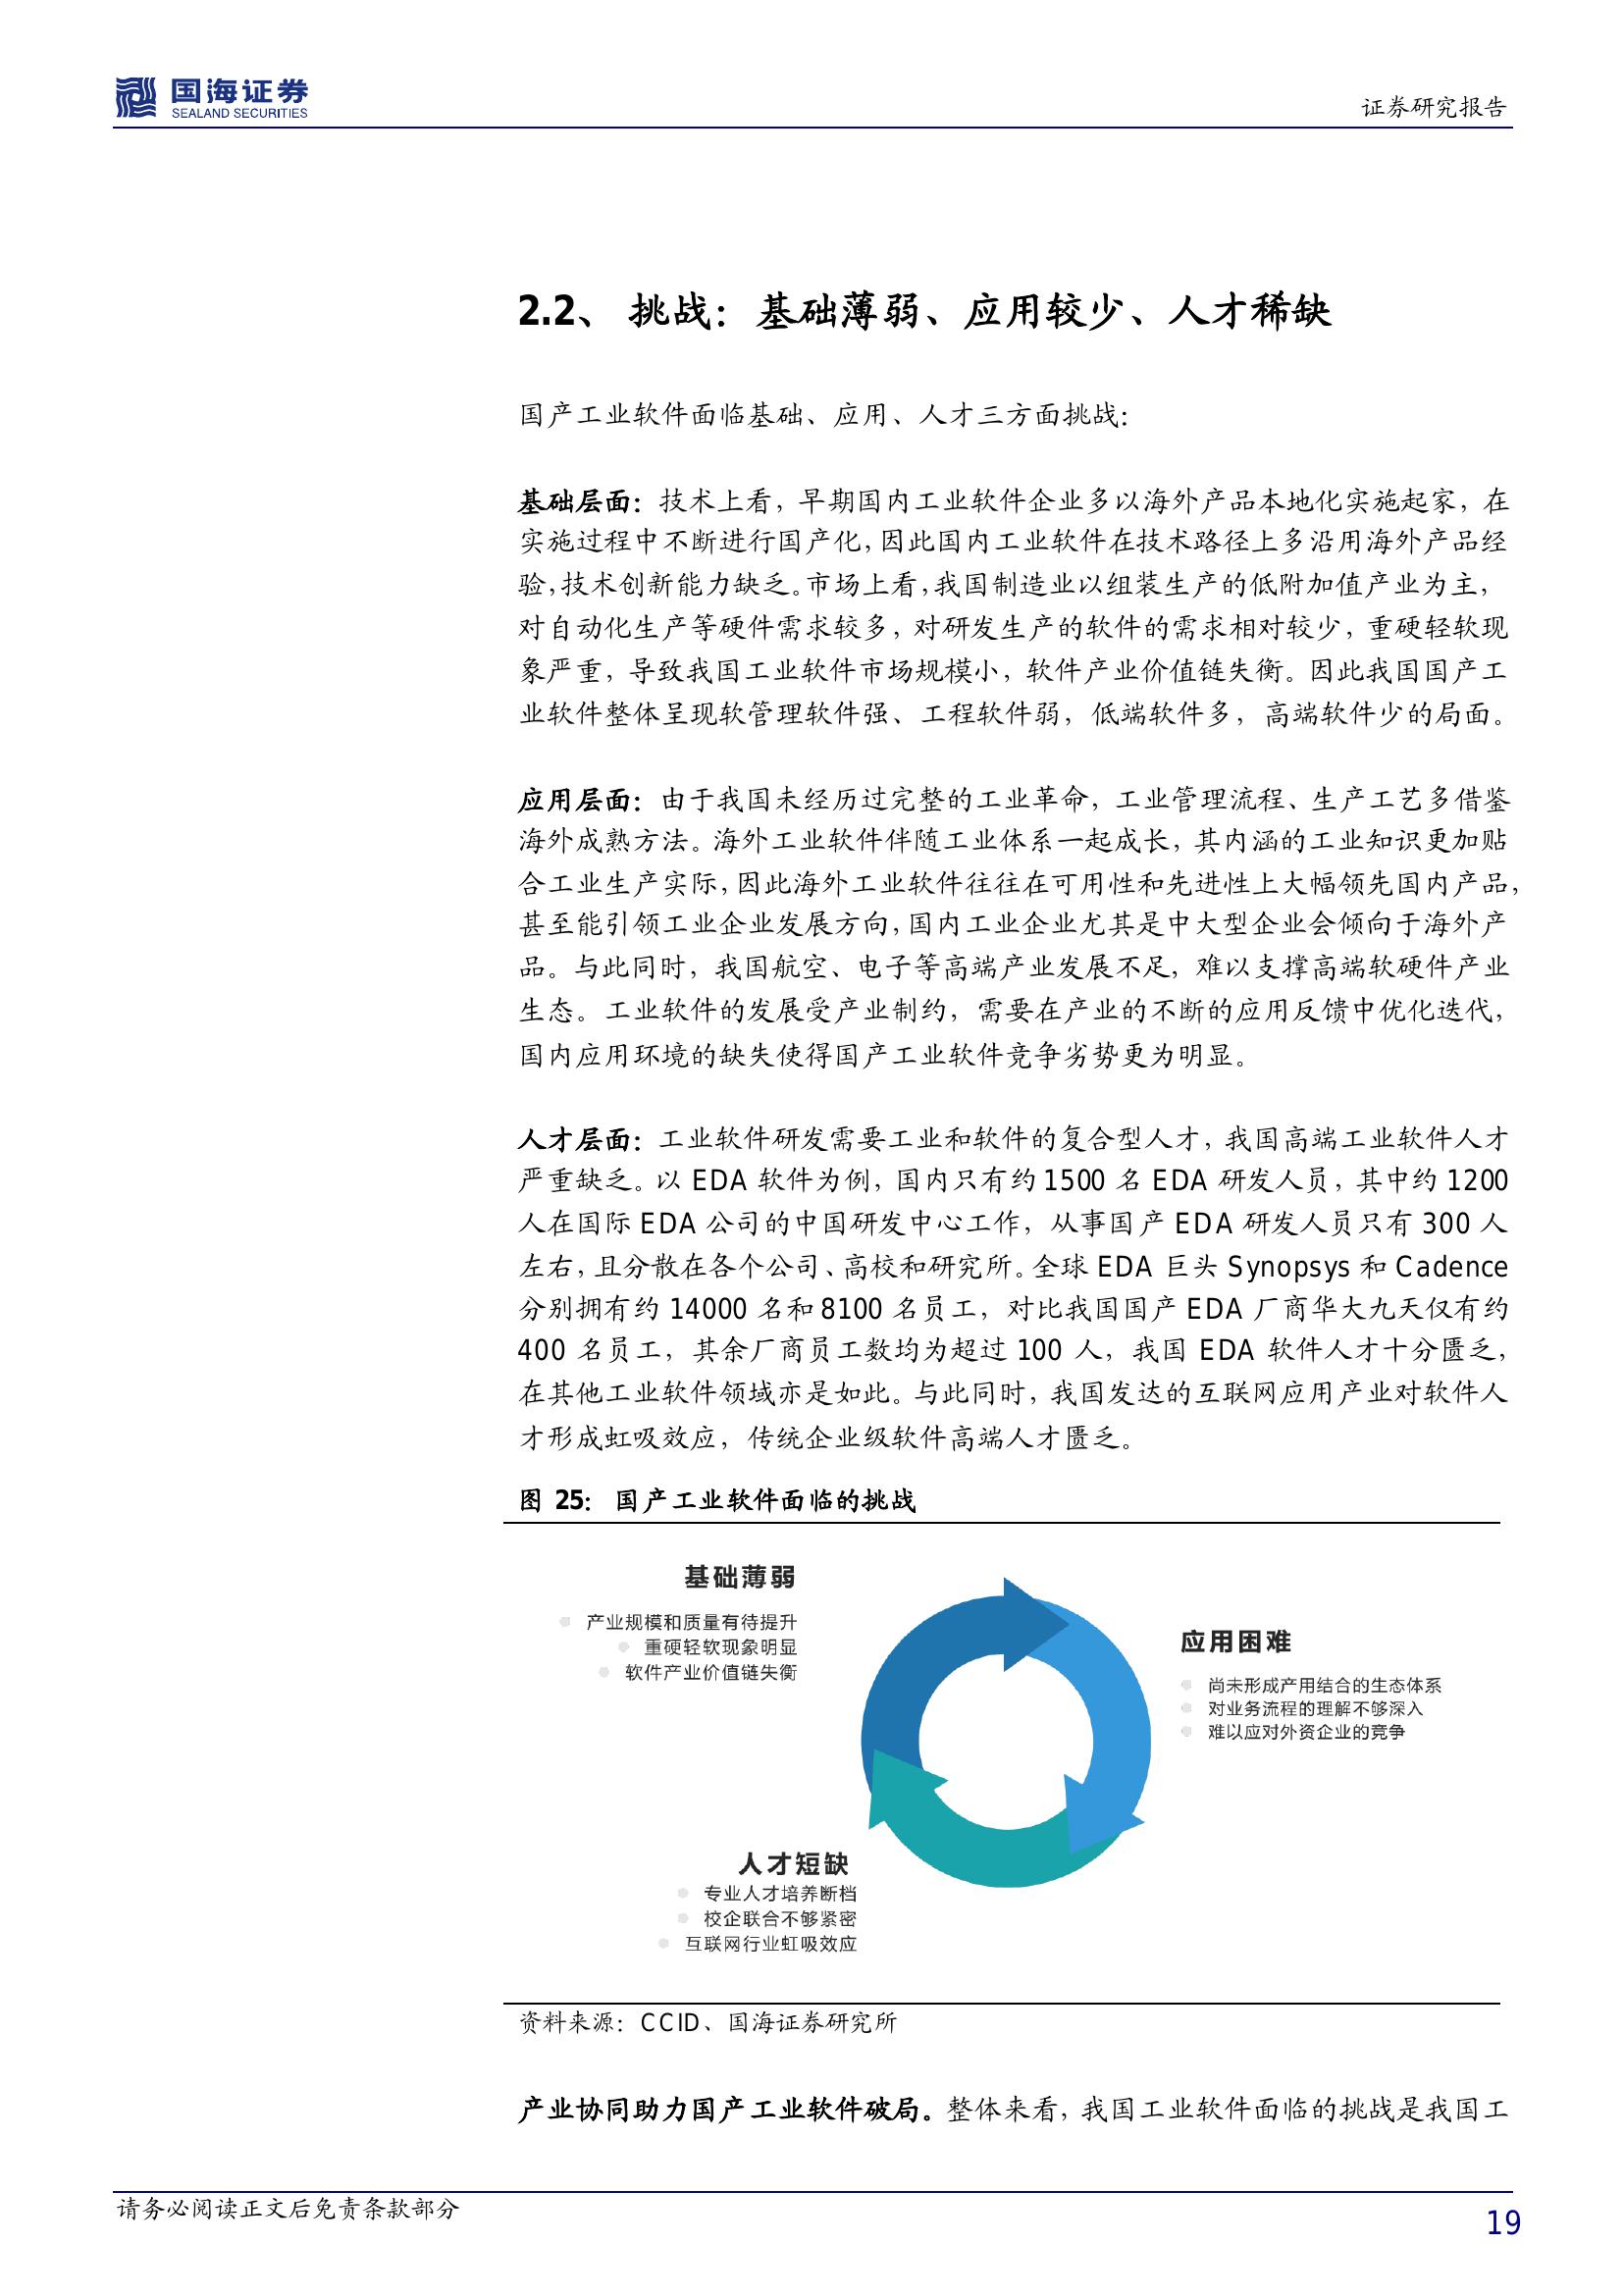 国海证券
SEALAND SECURITIES
证券研究报告
2.2、 挑战：基础薄弱、应用较少、人才稀缺
国产工业软件面临基础、应用、人才三方面挑战：
基础层面：技术上看，早期国内工业软件企业多以海外产品本地化实施起家，在
实施过程中不断进行国产化，因此国内工业软件在技术路径上多沿用海外产品经
验，技术创新能力缺乏。市场上看，我国制造业以组装生产的低附加值产业为主，
对自动化生产等硬件需求较多，对研发生产的软件的需求相对较少，重硬轻软现
象严重，导致我国工业软件市场规模小，软件产业价值链失衡。因此我国国产工
业软件整体呈现软管理软件强、工程软件弱，低端软件多，高端软件少的局面。
应用层面：由于我国未经历过完整的工业革命，工业管理流程、生产工艺多借鉴
海外成熟方法。海外工业软件伴随工业体系一起成长，其内涵的工业知识更加贴
合工业生产实际，因此海外工业软件往往在可用性和先进性上大幅领先国内产品，
甚至能引领工业企业发展方向，国内工业企业尤其是中大型企业会倾向于海外产
品。与此同时，我国航空、电子等高端产业发展不足，难以支撑高端软硬件产业
生态。工业软件的发展受产业制约，需要在产业的不断的应用反馈中优化迭代，
国内应用环境的缺失使得国产工业软件竞争劣势更为明显。
人才层面：工业软件研发需要工业和软件的复合型人才，我国高端工业软件人才
严重缺乏。以 EDA 软件为例，国内只有约 1500 名 EDA 研发人员，其中约 1200
人在国际 EDA 公司的中国研发中心工作，从事国产 EDA 研发人员只有 300 人
左右，且分散在各个公司、高校和研究所。全球 EDA 巨头 Synopsys 和 Cadence
分别拥有约 14000 名和 8100 名员工，对比我国国产 EDA 厂商华大九天仅有约
400 名员工，其余厂商员工数均为超过 100 人，我国 EDA 软件人才十分匮乏，
在其他工业软件领域亦是如此。与此同时，我国发达的互联网应用产业对软件人
才形成虹吸效应，传统企业级软件高端人才匮乏。
图 25： 国产工业软件面临的挑战
基础薄弱
产业规模和质量有待提升
重硬轻软现象明显
软件产业价值链失衡
应用困难
尚未形成产用结合的生态体系
对业务流程的理解不够深入
难以应对外资企业的竞争
人才短缺
专业人才培养断档
校企联合不够紧密
互联网行业虹吸效应
资料来源：CCID、国海证券研究所
产业协同助力国产工业软件破局。整体来看，我国工业软件面临的挑战是我国工
请务必阅读正文后免责条款部分
19